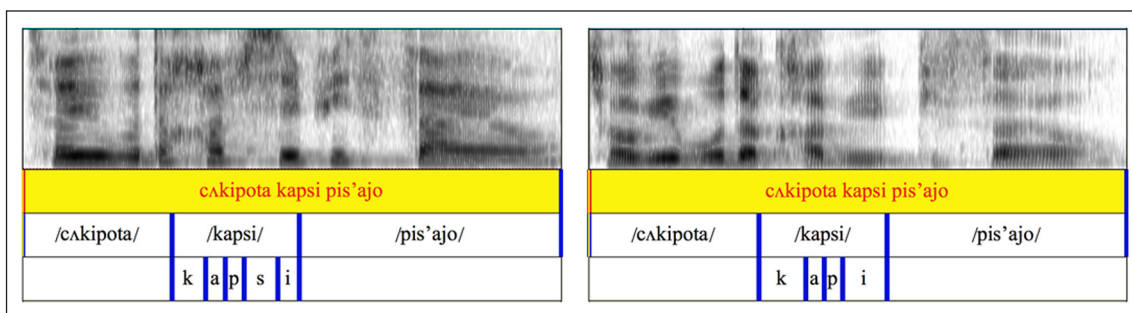 cʌkipota kapsi pis’ajo
/cʌkipota/ /kapsi/ /pis’ajo/
k a p s i
cʌkipota kapsi pis’ajo
/cʌkipota/ /kapsi/ /pis’ajo/
k a p i